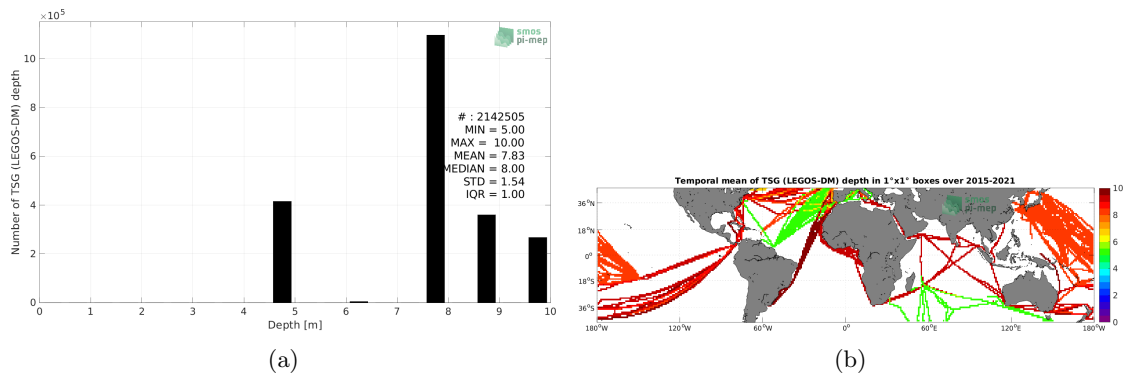 ×10⁵
smos
pi-mep
10
8
6
4
2
0
Number of TSG (LEGOS-DM) depth
# : 2142505
MIN = 5.00
MAX = 10.00
MEAN = 7.83
MEDIAN = 8.00
STD = 1.54
IQR = 1.00
0 1 2 3 4 5 6 7 8 9 10
Depth [m]
(a)
Temporal mean of TSG (LEGOS-DM) depth in 1°x1° boxes over 2015-2021
smos
pi-mep
36°N
18°N
0°
18°S
36°S
180°W 120°W 60°W 0° 60°E 120°E 180°W
10
8
6
4
2
0
(b)